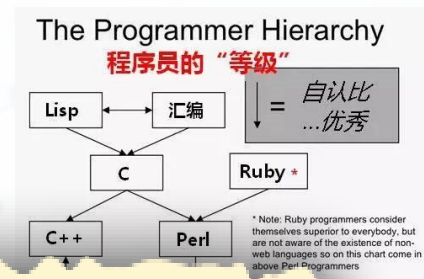 The Programmer Hierarchy
程序员的“等级”
Lisp
汇编
= 自认比
...优秀
C
Ruby *
C++
Perl
* Note: Ruby programmers consider
themselves superior to everybody, but
are not aware of the existence of non-
web languages so on this chart come in
above Perl Programmers